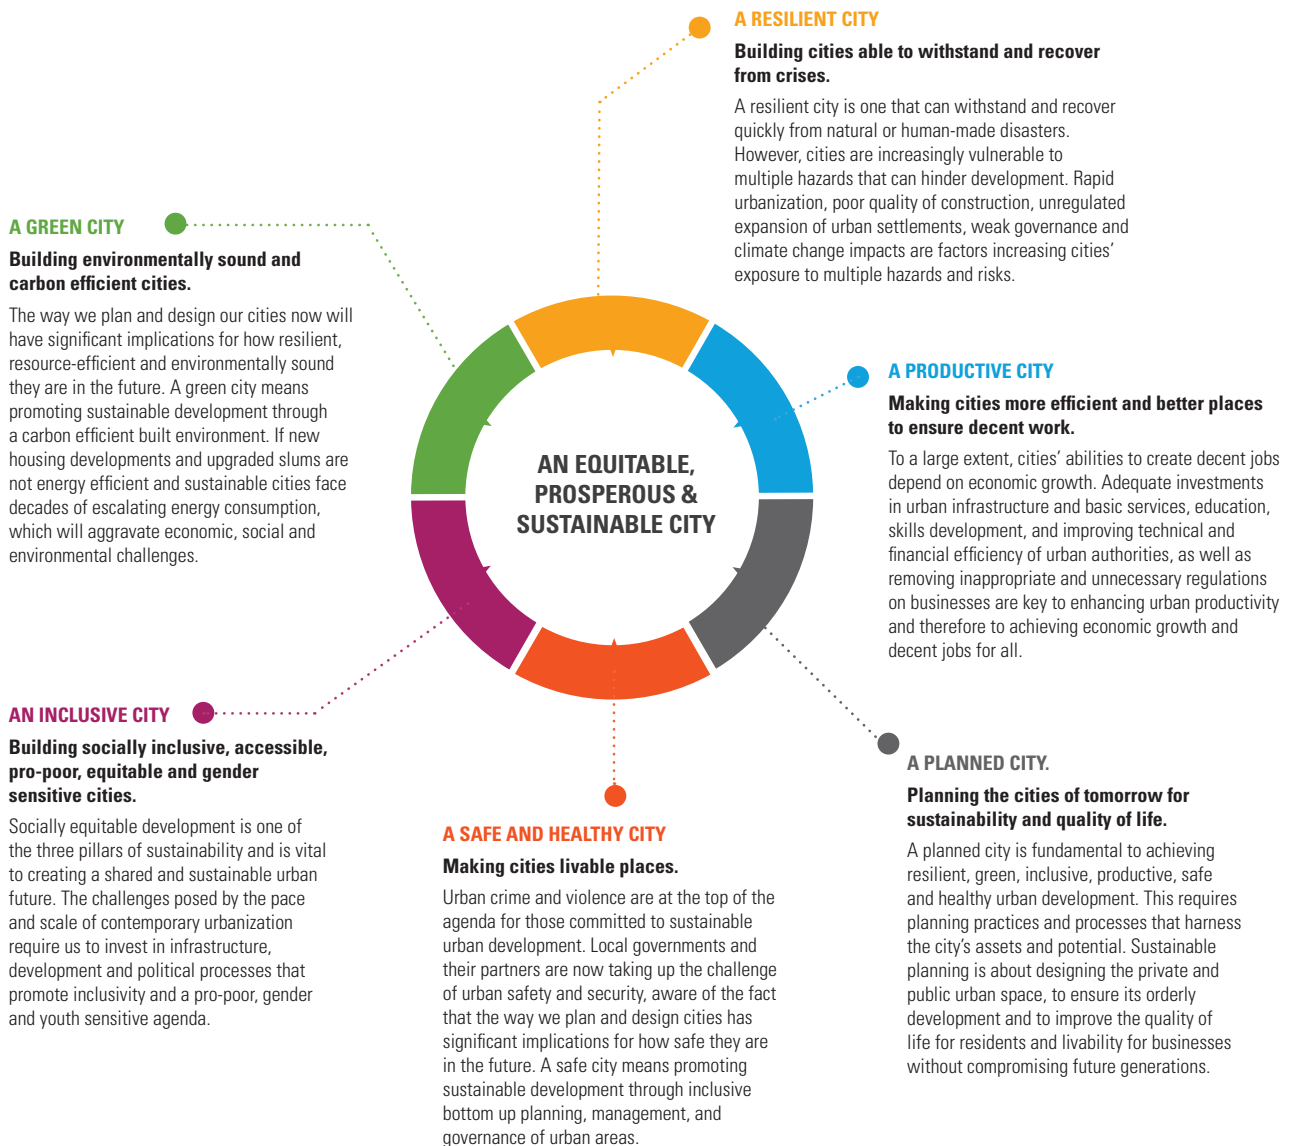 A RESILIENT CITY
Building cities able to withstand and recover
from crises.
A resilient city is one that can withstand and recover
quickly from natural or human-made disasters.
However, cities are increasingly vulnerable to
multiple hazards that can hinder development. Rapid
urbanization, poor quality of construction, unregulated
expansion of urban settlements, weak governance and
climate change impacts are factors increasing cities’
exposure to multiple hazards and risks.
A GREEN CITY
Building environmentally sound and
carbon efficient cities.
The way we plan and design our cities now will
have significant implications for how resilient,
resource-efficient and environmentally sound
they are in the future. A green city means
promoting sustainable development through
a carbon efficient built environment. If new
housing developments and upgraded slums are
not energy efficient and sustainable cities face
decades of escalating energy consumption,
which will aggravate economic, social and
environmental challenges.
A PRODUCTIVE CITY
Making cities more efficient and better places
to ensure decent work.
To a large extent, cities’ abilities to create decent jobs
depend on economic growth. Adequate investments
in urban infrastructure and basic services, education,
skills development, and improving technical and
financial efficiency of urban authorities, as well as
removing inappropriate and unnecessary regulations
on businesses are key to enhancing urban productivity
and therefore to achieving economic growth and
decent jobs for all.
AN EQUITABLE,
PROSPEROUS &
SUSTAINABLE CITY
AN INCLUSIVE CITY
Building socially inclusive, accessible,
pro-poor, equitable and gender
sensitive cities.
Socially equitable development is one of
the three pillars of sustainability and is vital
to creating a shared and sustainable urban
future. The challenges posed by the pace
and scale of contemporary urbanization
require us to invest in infrastructure,
development and political processes that
promote inclusivity and a pro-poor, gender
and youth sensitive agenda.
A SAFE AND HEALTHY CITY
Making cities livable places.
Urban crime and violence are at the top of the
agenda for those committed to sustainable
urban development. Local governments and
their partners are now taking up the challenge
of urban safety and security, aware of the fact
that the way we plan and design cities has
significant implications for how safe they are
in the future. A safe city means promoting
sustainable development through inclusive
bottom up planning, management, and
governance of urban areas.
A PLANNED CITY.
Planning the cities of tomorrow for
sustainability and quality of life.
A planned city is fundamental to achieving
resilient, green, inclusive, productive, safe
and healthy urban development. This requires
planning practices and processes that harness
the city’s assets and potential. Sustainable
planning is about designing the private and
public urban space, to ensure its orderly
development and to improve the quality of
life for residents and livability for businesses
without compromising future generations.